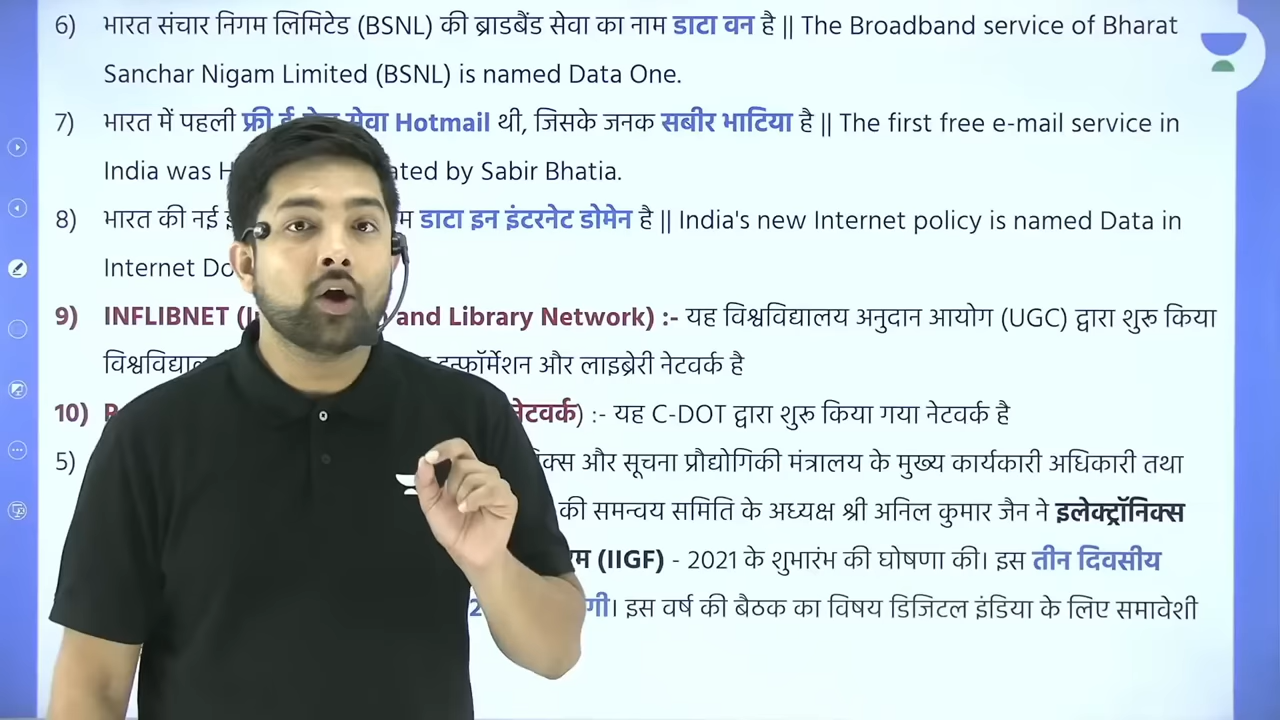 6) भारत संचार निगम लिमिटेड (BSNL) की ब्राडबैंड सेवा का नाम डाटा वन है || The Broadband service of Bharat
Sanchar Nigam Limited (BSNL) is named Data One.
7) भारत में पहली फ्री सेवा Hotmail थी, जिसके जनक सबीर भाटिया है || The first free e-mail service in
India was by Sabir Bhatia.
8) भारत की नई डाटा इन इंटरनेट डोमेन है || India's new Internet policy is named Data in
Internet
9) INFLIBNET and Library Network) :- यह विश्वविद्यालय अनुदान आयोग (UGC) द्वारा शुरू किया
इन्फॉर्मेशन और लाइब्रेरी नेटवर्क है
10) नेटवर्क) :- यह C-DOT द्वारा शुरू किया गया नेटवर्क है
5) और सूचना प्रौद्योगिकी मंत्रालय के मुख्य कार्यकारी अधिकारी तथा
की समन्वय समिति के अध्यक्ष श्री अनिल कुमार जैन ने इलेक्ट्रॉनिक्स
(IIGF) - 2021 के शुभारंभ की घोषणा की। इस तीन दिवसीय
इस वर्ष की बैठक का विषय डिजिटल इंडिया के लिए समावेशी